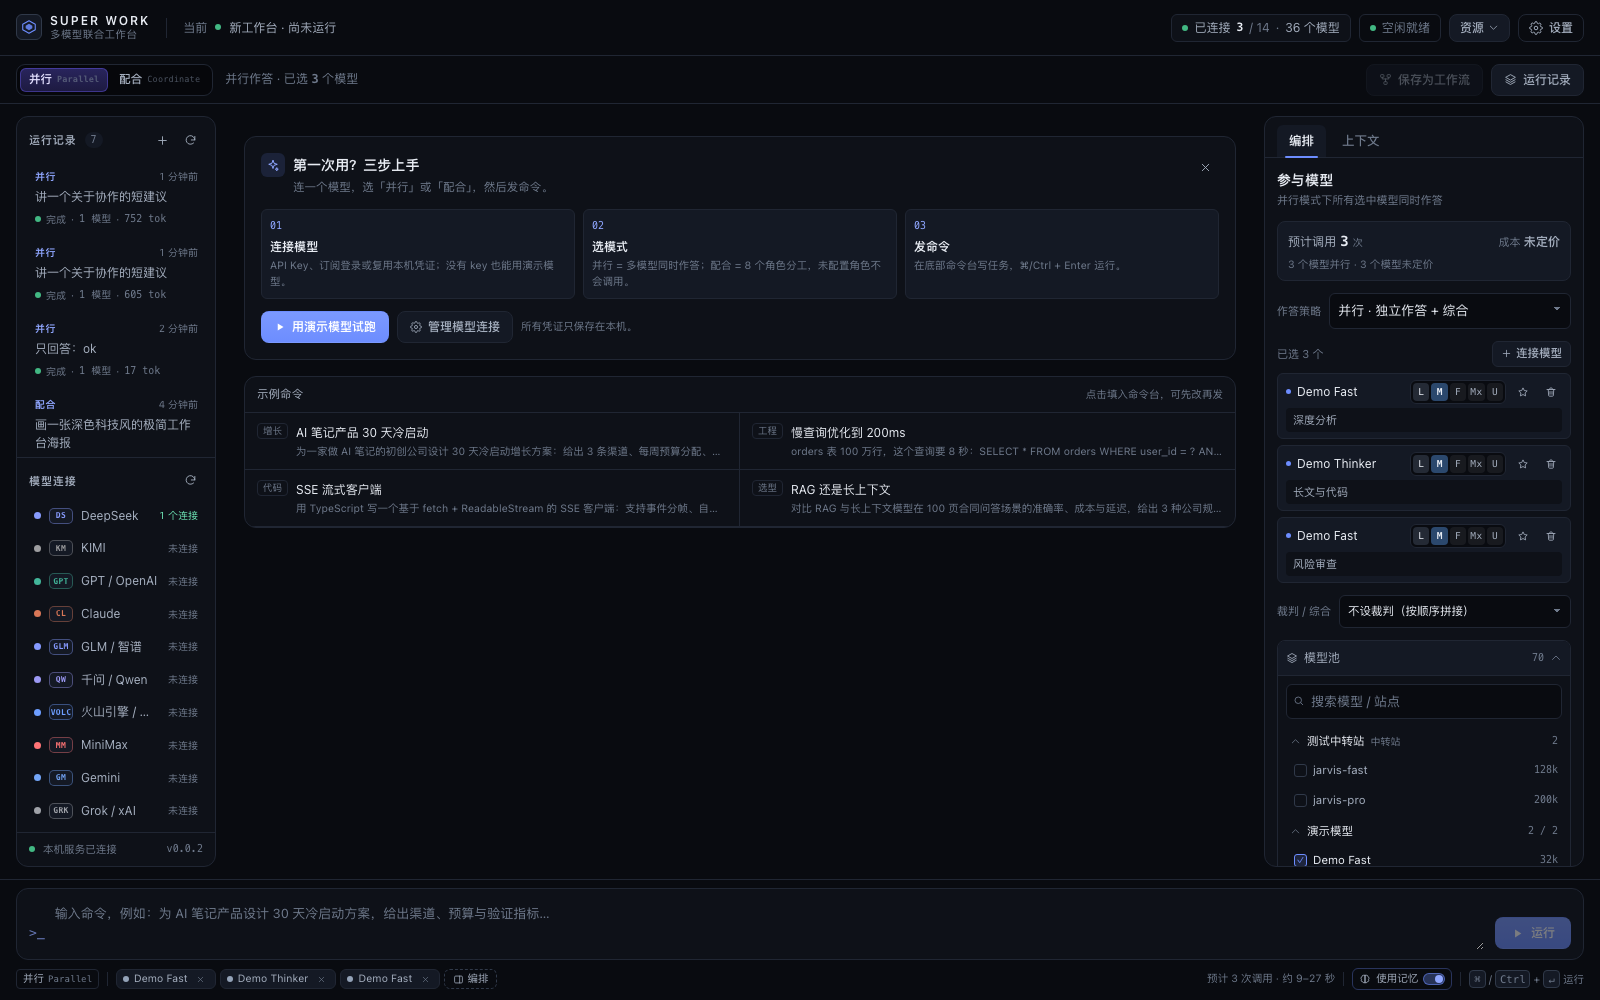 SUPER WORK
多模型联合工作台
当前 新工作台 · 尚未运行
已连接 3 / 14 · 36 个模型
空闲就绪
资源
设置
并行 Parallel
配合 Coordinate
并行作答 · 已选 3 个模型
保存为工作流
运行记录
运行记录 7
并行 1 分钟前
讲一个关于协作的短建议
完成 · 1 模型 · 752 tok
并行 1 分钟前
讲一个关于协作的短建议
完成 · 1 模型 · 605 tok
并行 2 分钟前
只回答：ok
完成 · 1 模型 · 17 tok
配合 4 分钟前
画一张深色科技风的极简工作
台海报
模型连接
DS DeepSeek 1 个连接
KM KIMI 未连接
GPT GPT / OpenAI 未连接
CL Claude 未连接
GLM GLM / 智谱 未连接
QW 千问 / Qwen 未连接
VOLC 火山引擎 / ... 未连接
MM MiniMax 未连接
GM Gemini 未连接
GRK Grok / xAI 未连接
本机服务已连接 v0.0.2
第一次用？三步上手
连一个模型，选「并行」或「配合」，然后发命令。
01
连接模型
API Key、订阅登录或复用本机凭证；没有 key 也能用演示模
型。
02
选模式
并行 = 多模型同时作答；配合 = 8 个角色分工，未配置角色不
会调用。
03
发命令
在底部命令台写任务，⌘/Ctrl + Enter 运行。
用演示模型试跑
管理模型连接
所有凭证只保存在本机。
示例命令 点击填入命令台，可先改再发
增长 AI 笔记产品 30 天冷启动
为一家做 AI 笔记的初创公司设计 30 天冷启动增长方案：给出 3 条渠道、每周预算分配、...
工程 慢查询优化到 200ms
orders 表 100 万行，这个查询要 8 秒：SELECT * FROM orders WHERE user_id = ? AN...
代码 SSE 流式客户端
用 TypeScript 写一个基于 fetch + ReadableStream 的 SSE 客户端：支持事件分帧、自...
选型 RAG 还是长上下文
对比 RAG 与长上下文模型在 100 页合同问答场景的准确率、成本与延迟，给出 3 种公司规...
编排
上下文
参与模型
并行模式下所有选中模型同时作答
预计调用 3 次 成本 未定价
3 个模型并行 · 3 个模型未定价
作答策略 并行 · 独立作答 + 综合
已选 3 个 连接模型
Demo Fast L M F Mx U
深度分析
Demo Thinker L M F Mx U
长文与代码
Demo Fast L M F Mx U
风险审查
裁判 / 综合 不设裁判（按顺序拼接）
模型池 70
搜索模型 / 站点
测试中转站 中转站 2
jarvis-fast 128k
jarvis-pro 200k
演示模型 2 / 2
Demo Fast 32k
输入命令，例如：为 AI 笔记产品设计 30 天冷启动方案，给出渠道、预算与验证指标...
>_
运行
并行 Parallel
Demo Fast ×
Demo Thinker ×
Demo Fast ×
编排
预计 3 次调用 · 约 9–27 秒
使用记忆
⌘ / Ctrl + ↵ 运行